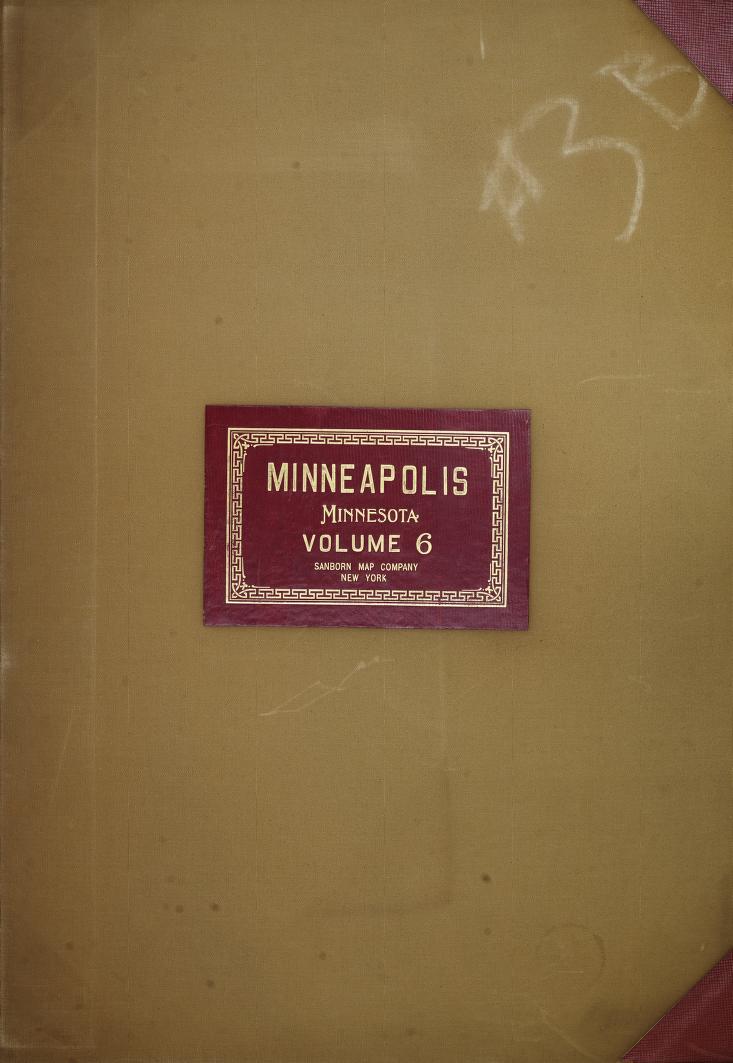 MINNEAPOLIS
MINNESOTA
VOLUME 6
SANBORN MAP COMPANY
NEW YORK